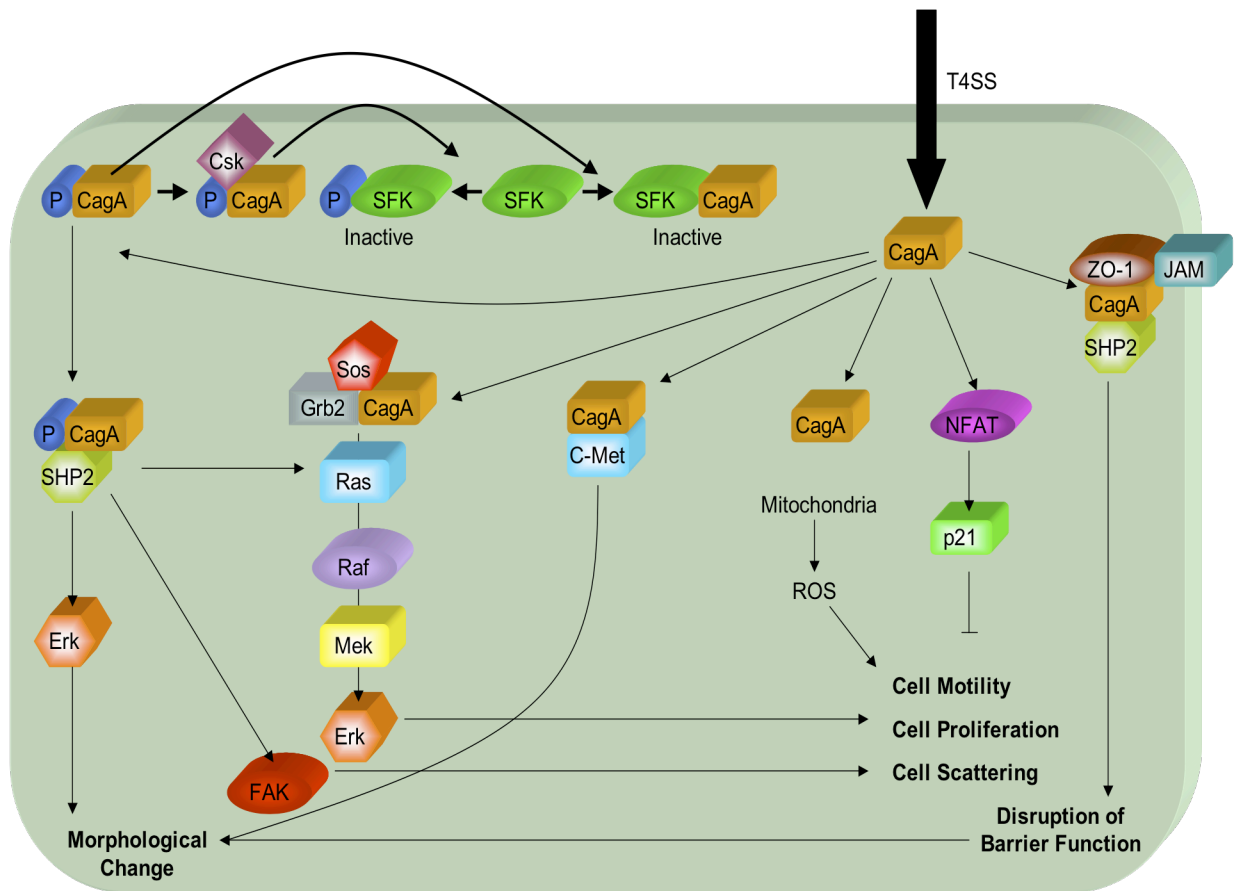 T4SS
Csk
P
CagA
P
CagA
P
SFK
SFK
SFK
CagA
Inactive
Inactive
CagA
ZO-1
JAM
CagA
SHP2
Sos
Grb2
CagA
P
CagA
SHP2
CagA
C-Met
CagA
NFAT
Ras
Mitochondria
p21
Raf
ROS
Erk
Mek
Cell Motility
Erk
Cell Proliferation
FAK
Cell Scattering
Morphological
Change
Disruption of
Barrier Function